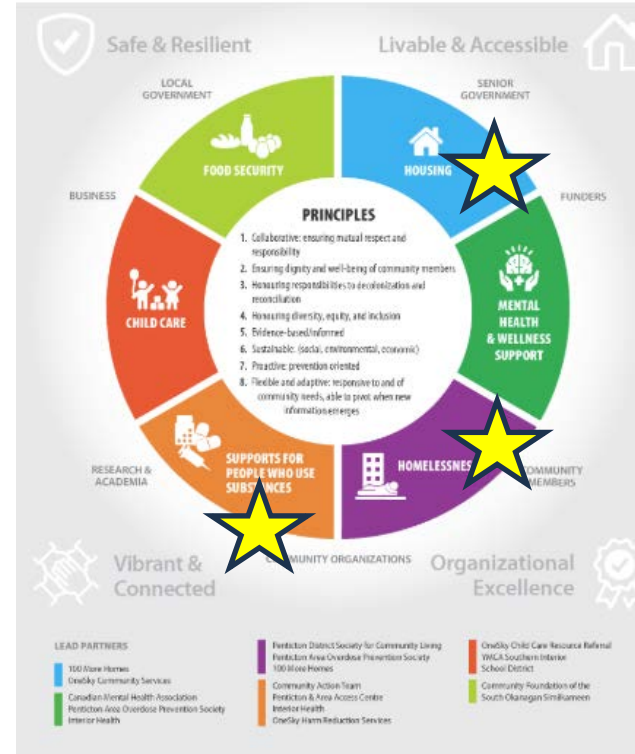 Safe & Resilient
Livable & Accessible
LOCAL
GOVERNMENT
SENIOR
GOVERNMENT
FOOD SECURITY
HOUSING
BUSINESS
FUNDERS
PRINCIPLES
1. Collaborative: ensuring mutual respect and
responsibility
2. Ensuring dignity and well-being of community members
3. Honouring responsibilities to decolonization and
reconciliation
4. Honouring diversity, equity, and inclusion
5. Evidence-based/informed
6. Sustainable: (social, environmental, economic)
7. Proactive: prevention oriented
8. Flexible and adaptive: responsive to and of
community needs, able to pivot when new
information emerges
CHILD CARE
MENTAL
HEALTH
& WELLNESS
SUPPORT
SUPPORTS FOR
PEOPLE WHO USE
SUBSTANCES
HOMELESSNES
RESEARCH &
ACADEMIA
COMMUNITY
MEMBERS
COMMUNITY ORGANIZATIONS
Vibrant &
Connected
Organizational
Excellence
LEAD PARTNERS
100 More Homes
OneSky Community Services
Canadian Mental Health Association
Penticton Area Overdose Prevention Society
Interior Health
Penticton District Society for Community Living
Penticton Area Overdose Prevention Society
100 More Homes
Community Action Team
Penticton & Area Access Centre
Interior Health
OneSky Harm Reduction Services
OneSky Child Care Resource Referral
YMCA Southern Interior
School District
Community Foundation of the
South Okanagan Similkameen